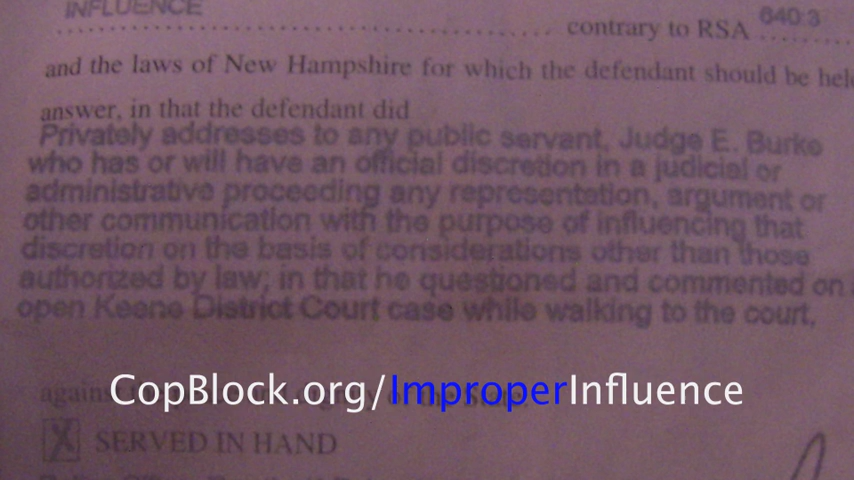 INFLUENCE
contrary to RSA 640:3
and the laws of New Hampshire for which the defendant should be held
answer, in that the defendant did
Privately addresses to any public servant, Judge E. Burke
who has or will have an official discretion in a judicial or
administrative proceeding any representation, argument or
other communication with the purpose of influencing that
discretion on the basis of considerations other than those
authorized by law; in that he questioned and commented on
open Keene District Court case while walking to the court,
against
CopBlock.org/ImproperInfluence
X SERVED IN HAND